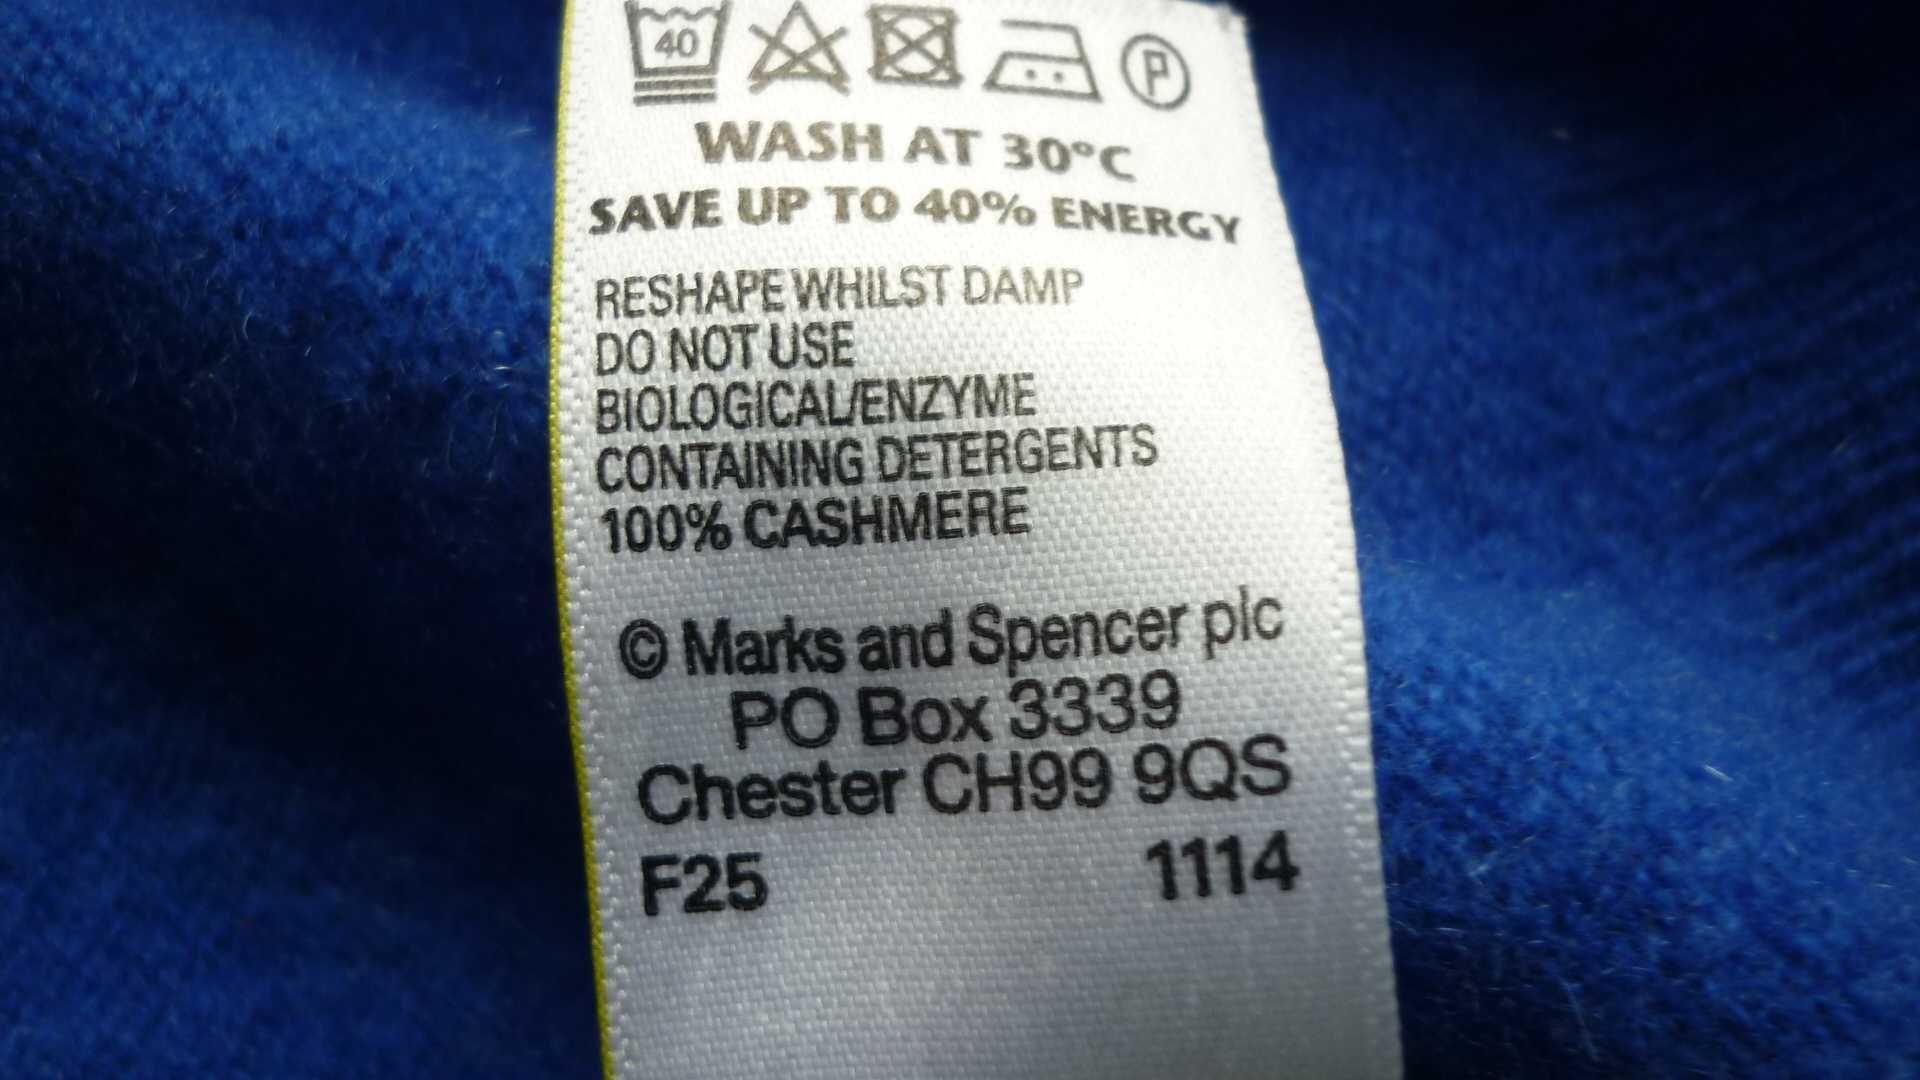 40 P
WASH AT 30°C
SAVE UP TO 40% ENERGY
RESHAPE WHILST DAMP
DO NOT USE
BIOLOGICAL/ENZYME
CONTAINING DETERGENTS
100% CASHMERE
© Marks and Spencer plc
PO Box 3339
Chester CH99 9QS
F25 1114